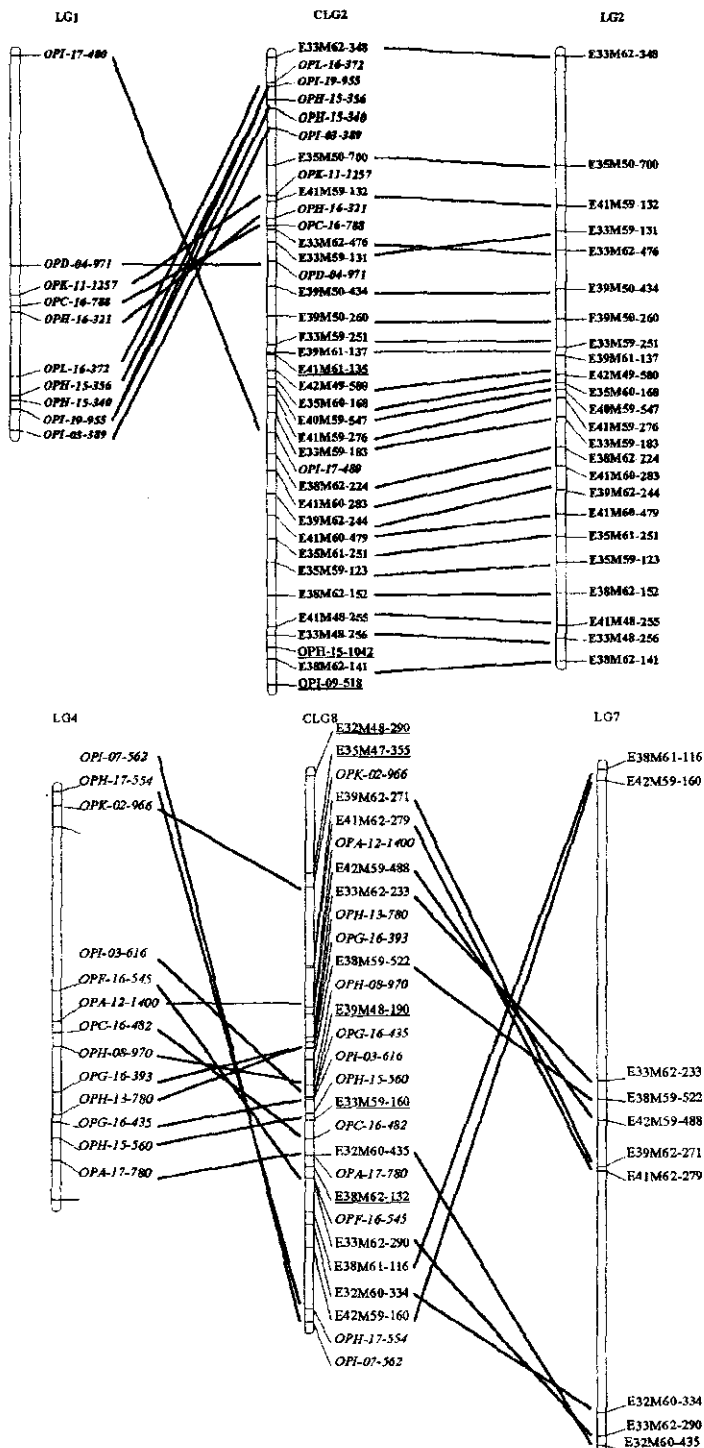 LG1
CLG2
LG2
OPI-17-480
OPD-04-971
OPK-11-1257
OPC-16-788
OPH-16-321
OPL-16-372
OPH-15-356
OPH-15-340
OPI-19-955
OPI-03-389
E33M62-348
OPL-16-372
OPI-19-955
OPH-15-356
OPH-15-340
OPI-03-389
E35M50-700
OPK-11-1257
E41M59-132
OPH-16-321
OPC-16-788
E33M62-476
E33M59-131
OPD-04-971
E39M50-434
E39M50-260
E33M59-251
E39M61-137
E41M61-135
E42M49-580
E35M60-168
E40M59-547
E41M59-276
E33M59-183
OPI-17-480
E38M62-224
E41M60-283
E39M62-244
E41M60-479
E35M61-251
E35M59-123
E38M62-152
E41M48-255
E33M48-256
OPH-15-1042
E38M62-141
OPI-09-518
E33M62-348
E35M50-700
E41M59-132
E33M59-131
E33M62-476
E39M50-434
E39M50-260
E33M59-251
E39M61-137
E42M49-580
E35M60-168
E40M59-547
E41M59-276
E33M59-183
E38M62-224
E41M60-283
E39M62-244
E41M60-479
E35M61-251
E35M59-123
E38M62-152
E41M48-255
E33M48-256
E38M62-141
LG4
CLG8
LG7
OPI-07-562
OPH-17-554
OPK-02-966
OPI-03-616
OPF-16-545
OPA-12-1400
OPC-16-482
OPH-08-970
OPG-16-393
OPH-13-780
OPG-16-435
OPH-15-560
OPA-17-780
E32M48-290
E35M47-355
OPK-02-966
E39M62-271
E41M62-279
OPA-12-1400
E42M59-488
E33M62-233
OPH-13-780
OPG-16-393
E38M59-522
OPH-08-970
E39M48-190
OPG-16-435
OPI-03-616
OPH-15-560
E33M59-160
OPC-16-482
E32M60-435
OPA-17-780
E38M62-132
OPF-16-545
E33M62-290
E38M61-116
E32M60-334
E42M59-160
OPH-17-554
OPI-07-562
E38M61-116
E42M59-160
E33M62-233
E38M59-522
E42M59-488
E39M62-271
E41M62-279
E32M60-334
E33M62-290
E32M60-435